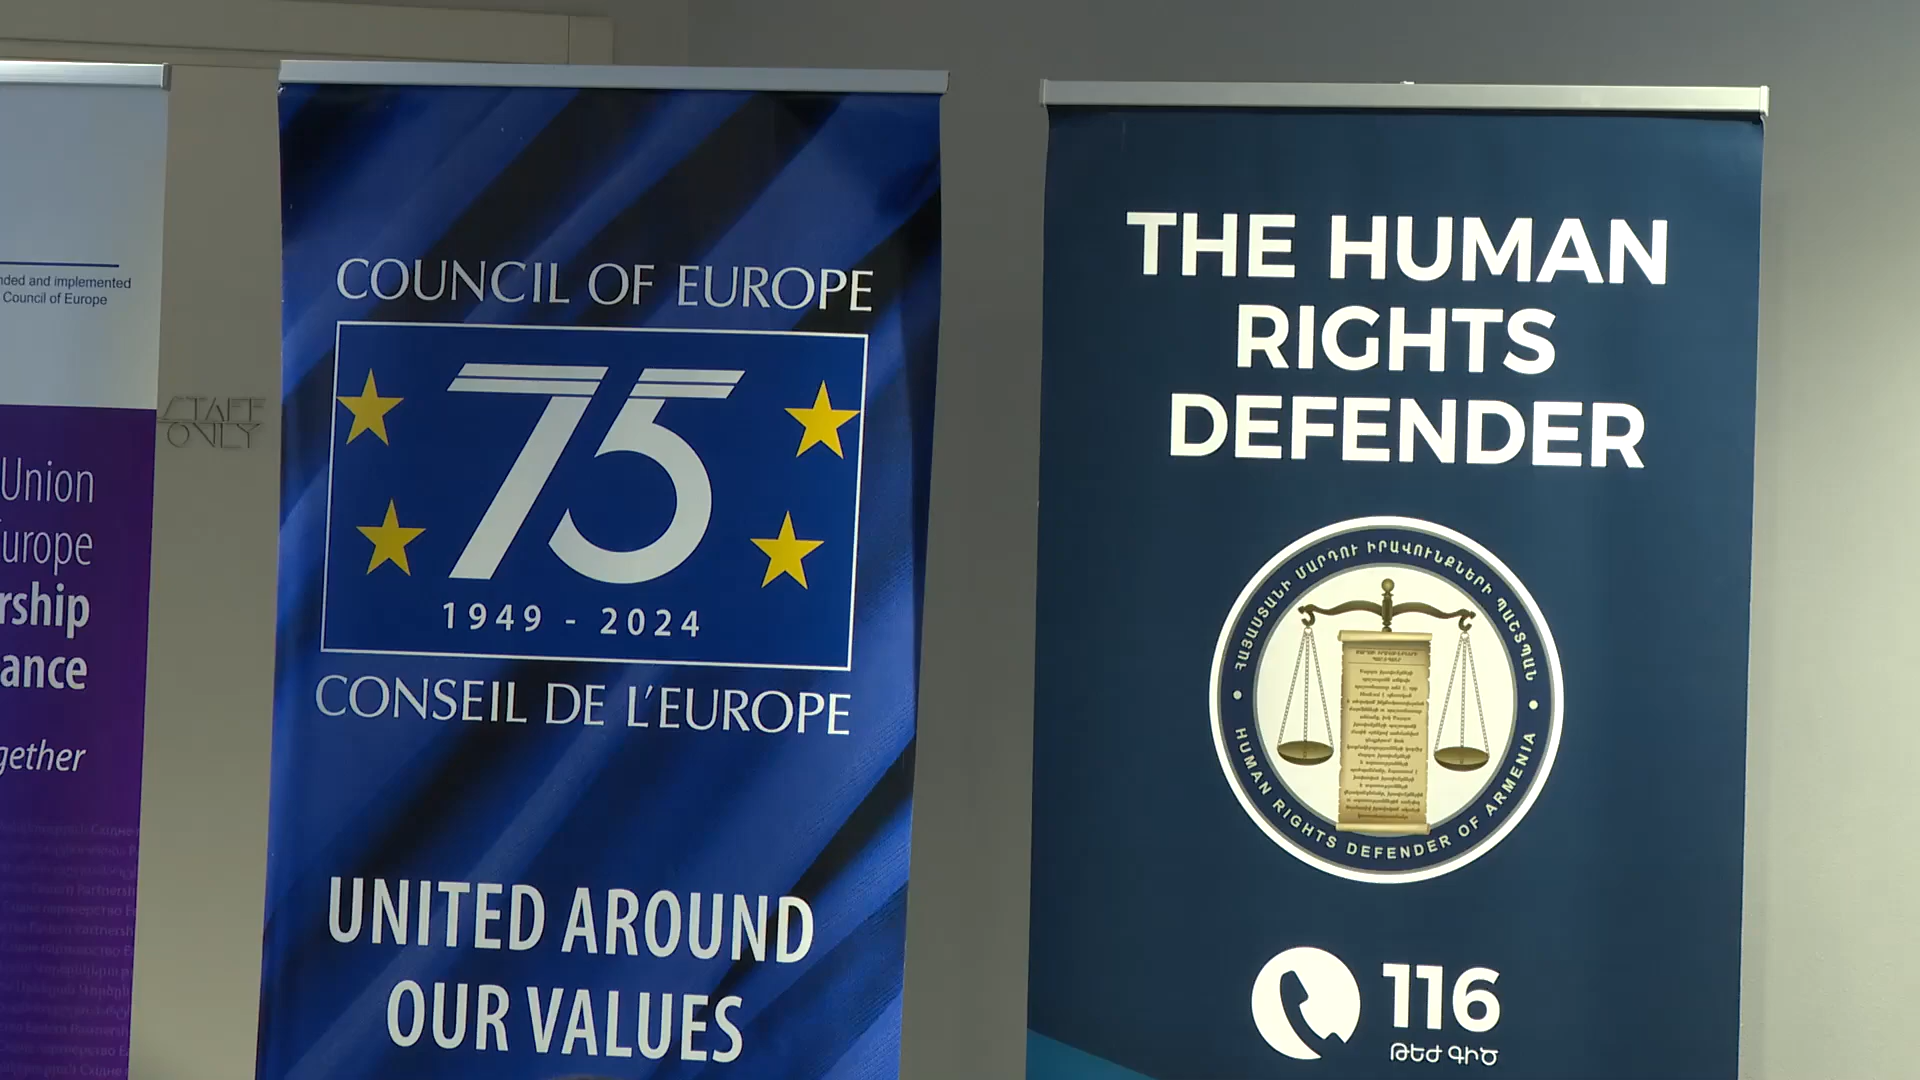 nded and implemented
Council of Europe
Union
urope
rship
ance
gether
STAFF
ONLY
COUNCIL OF EUROPE
75
1949 - 2024
CONSEIL DE L'EUROPE
UNITED AROUND
OUR VALUES
THE HUMAN
RIGHTS
DEFENDER
ՀԱՅԱՍՏԱՆԻ ՄԱՐԴՈՒ ԻՐԱՎՈՒՆՔՆԵՐԻ ՊԱՇՏՊԱՆ
HUMAN RIGHTS DEFENDER OF ARMENIA
116
ԹԵԺ ԳԻԾ